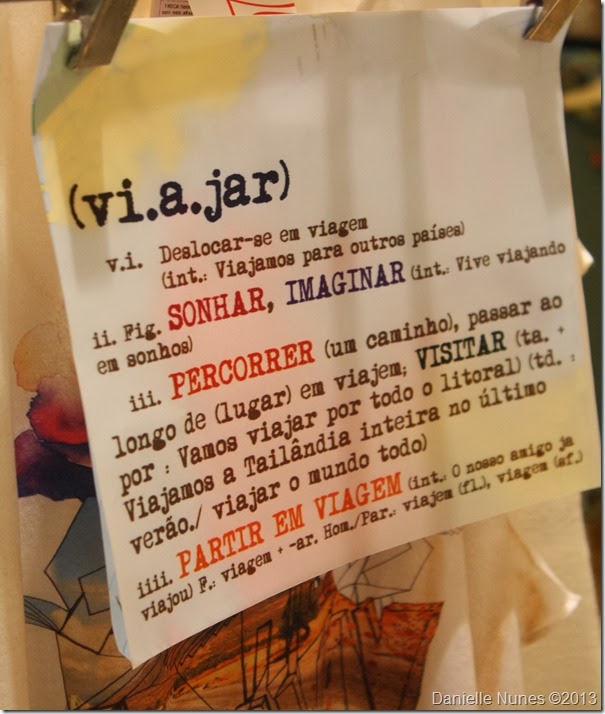 (vi.a.jar)
v.i. Deslocar-se em viagem
(int.: Viajamos para outros países)
ii. Fig. SONHAR, IMAGINAR (int.: Vive viajando
em sonhos)
iii. PERCORRER (um caminho), passar ao
longo de (lugar) em viajem; VISITAR (ta. +
por : Vamos viajar por todo o litoral) (td. :
Viajamos a Tailândia inteira no último
verão./ viajar o mundo todo)
iiii. PARTIR EM VIAGEM (int.: O nosso amigo ja
viajou) F.: viagem + -ar. Hom./Par.: viajem (fl.), viagem (sf.)
Danielle Nunes ©2013